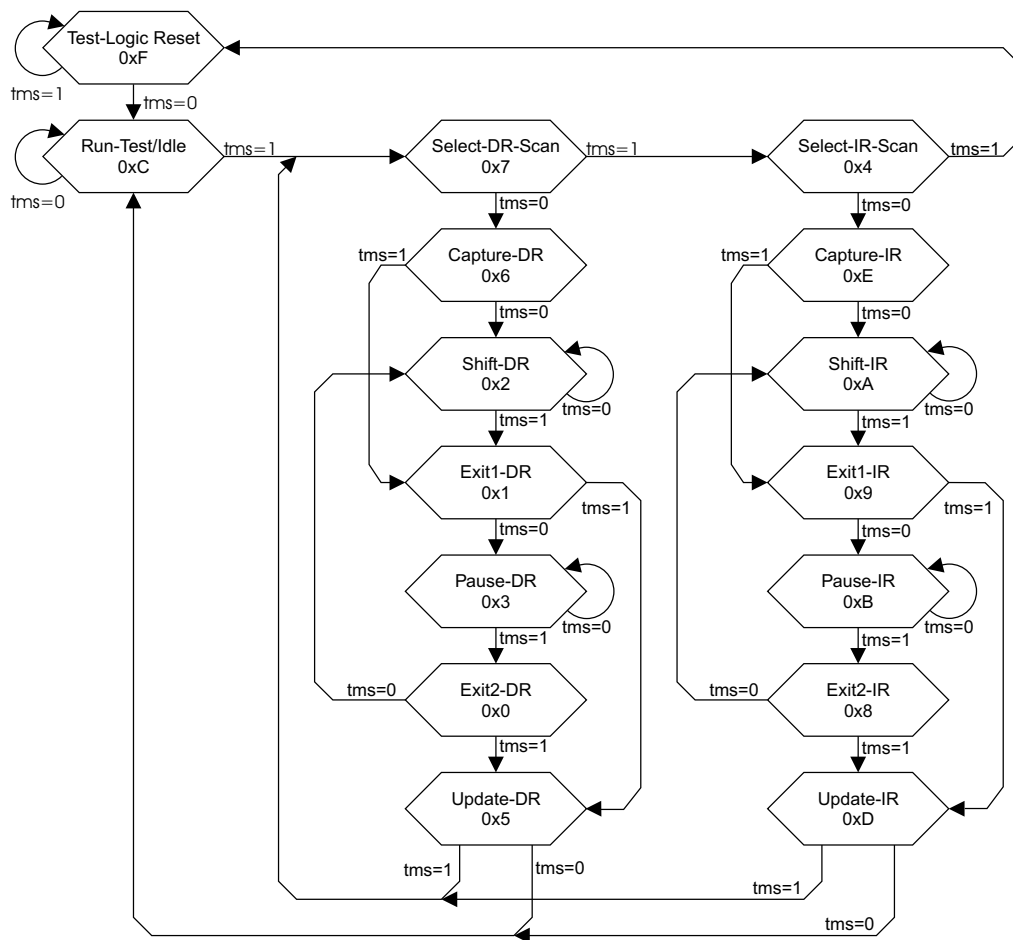 Test-Logic Reset
0xF
tms=1
tms=0
Run-Test/Idle
0xC
tms=0
tms=1
Select-DR-Scan
0x7
tms=1
tms=0
Select-IR-Scan
0x4
tms=1
tms=0
tms=1
Capture-DR
0x6
tms=0
tms=1
Capture-IR
0xE
tms=0
Shift-DR
0x2
tms=0
tms=1
Shift-IR
0xA
tms=0
tms=1
Exit1-DR
0x1
tms=1
tms=0
Exit1-IR
0x9
tms=1
tms=0
Pause-DR
0x3
tms=0
tms=1
Pause-IR
0xB
tms=0
tms=1
tms=0
Exit2-DR
0x0
tms=1
tms=0
Exit2-IR
0x8
tms=1
Update-DR
0x5
tms=1
tms=0
Update-IR
0xD
tms=1
tms=0